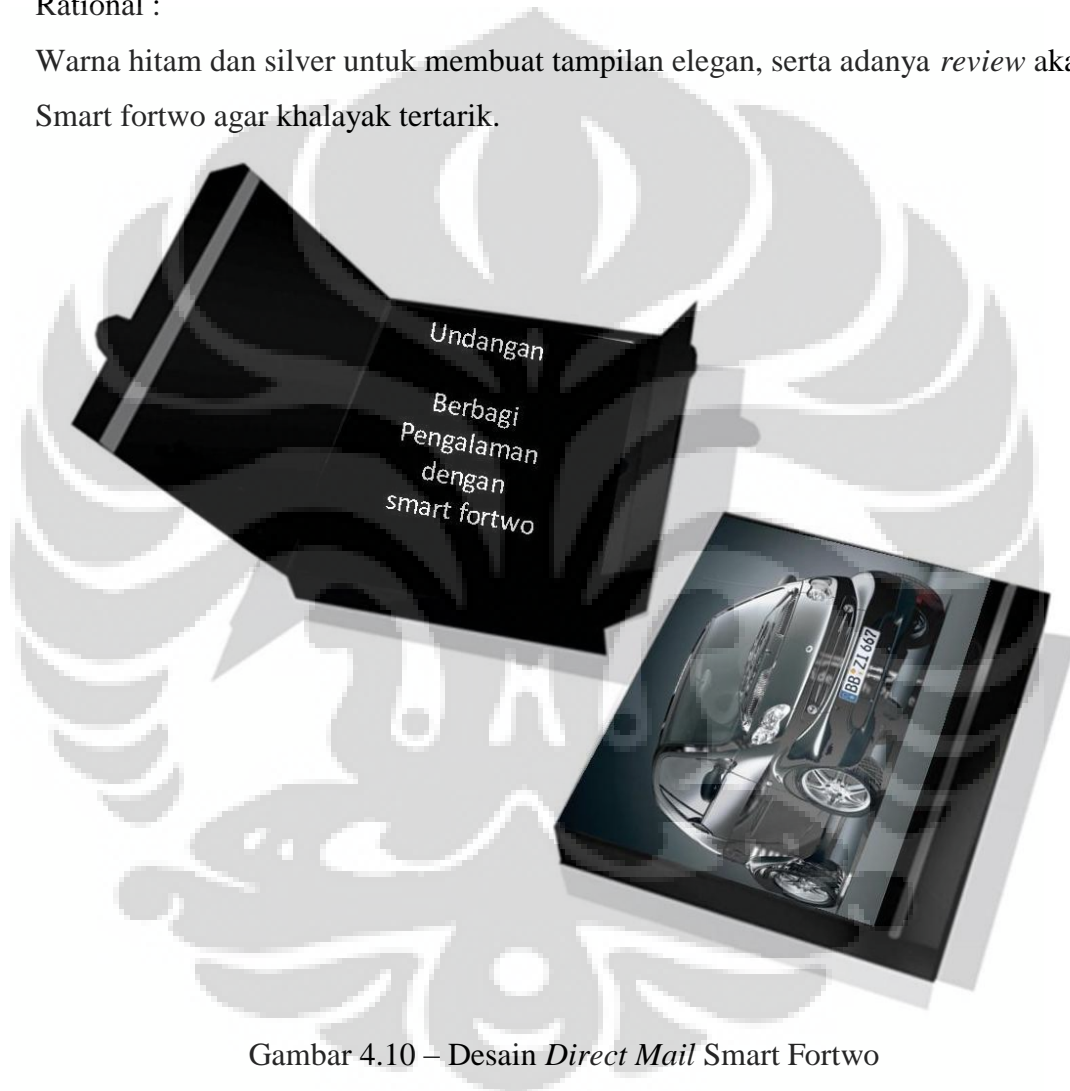 Rational :
Warna hitam dan silver untuk membuat tampilan elegan, serta adanya review aka
Smart fortwo agar khalayak tertarik.
Undangan
Berbagi
Pengalaman
dengan
smart fortwo
BB ZI 667
Gambar 4.10 – Desain Direct Mail Smart Fortwo